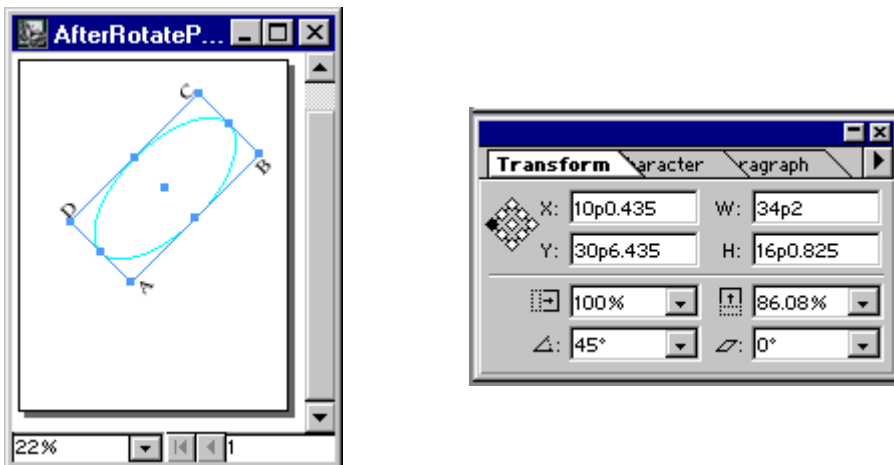 AfterRotateP...
C
B
D
A
22%
1
Transform
aracter
ragraph
X: 10p0.435 W: 34p2
Y: 30p6.435 H: 16p0.825
100% 86.08%
45° 0°